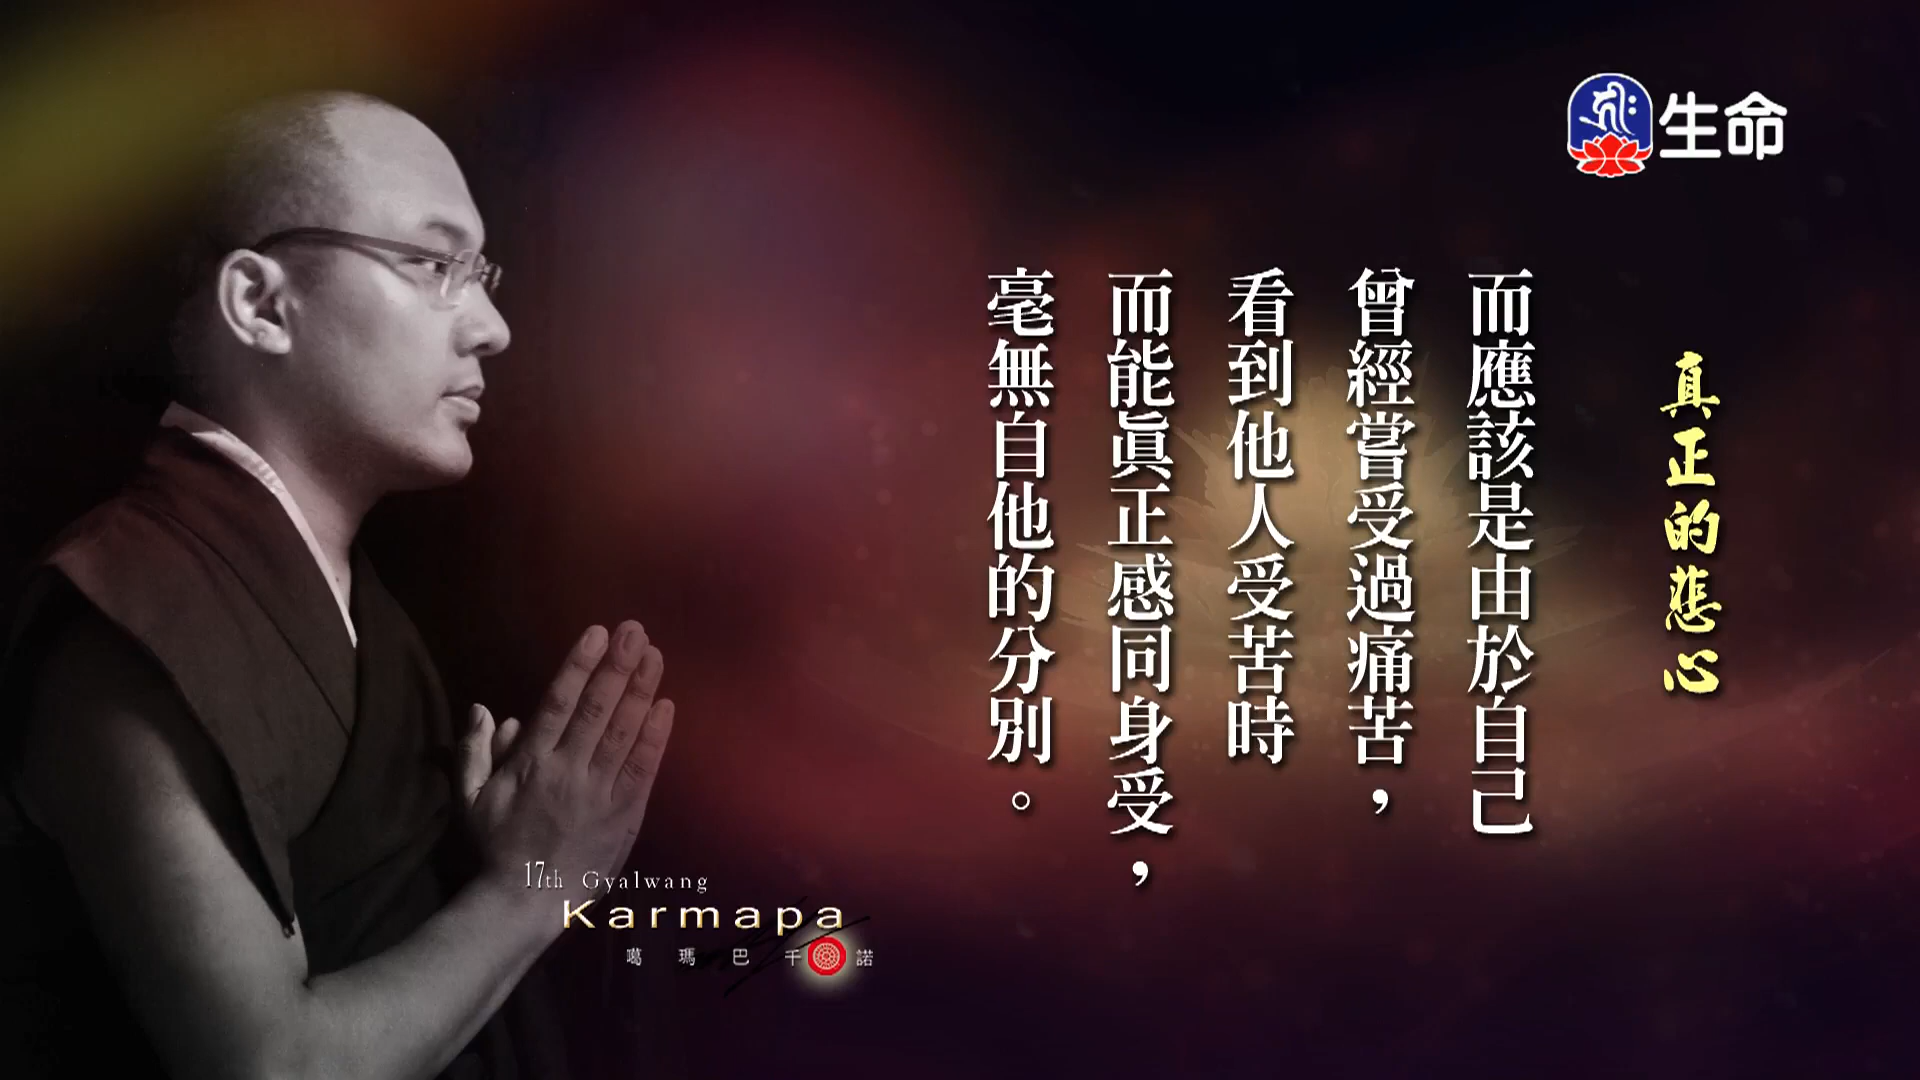 生命
真正的悲心
而應該是由於自己
曾經嘗受過痛苦，
看到他人受苦時
而能眞正感同身受，
毫無自他的分別。
17th Gyalwang
Karmapa
噶瑪巴千諾